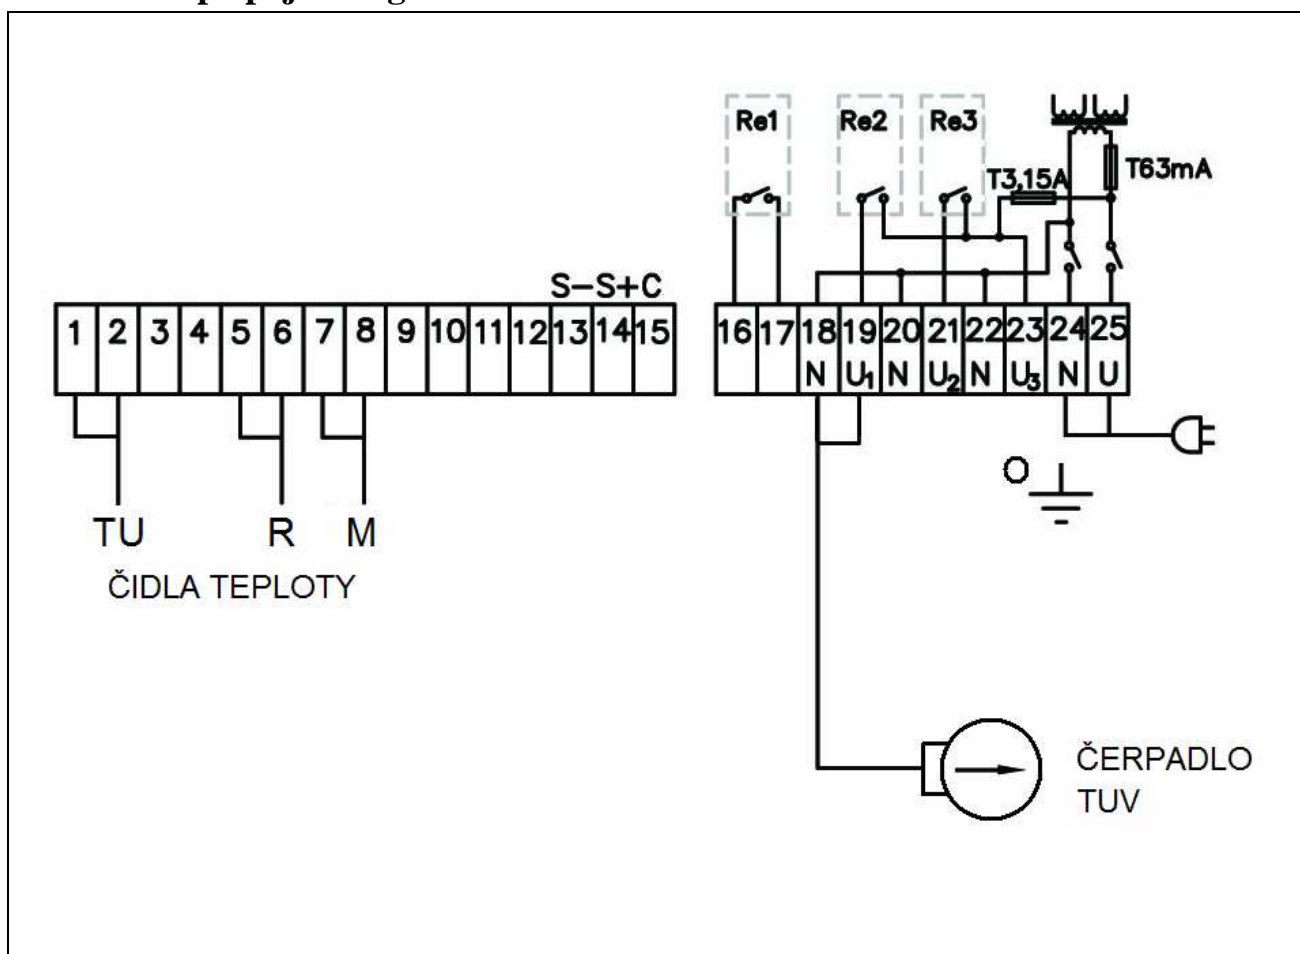 Re1 Re2 Re3
T63mA
T3,15A
S-S+C
1 2 3 4 5 6 7 8 9 10 11 12 13 14 15
16 17 18 19 20 21 22 23 24 25
N U1 N U2 N U3 N U
TU R M
ČIDLA TEPLOTY
ČERPADLO
TUV